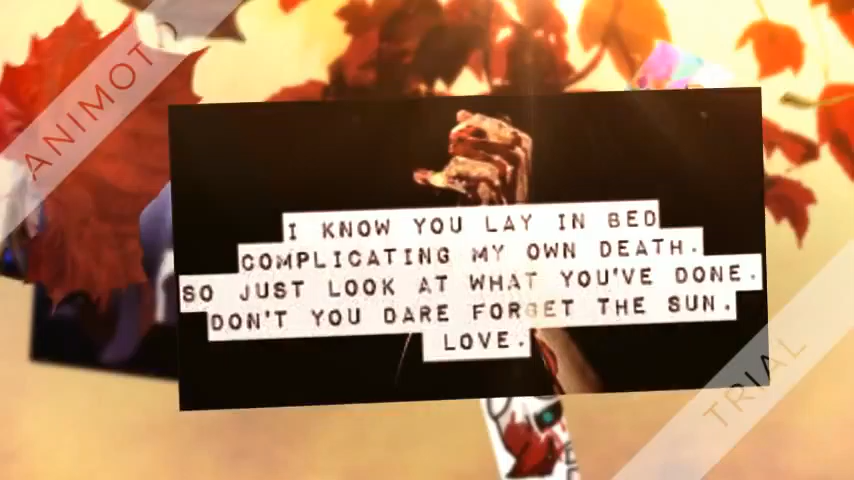 ANIMOTO
I KNOW YOU LAY IN BED
COMPLICATING MY OWN DEATH.
SO JUST LOOK AT WHAT YOU'VE DONE.
DON'T YOU DARE FORGET THE SUN.
LOVE.
TRIAL